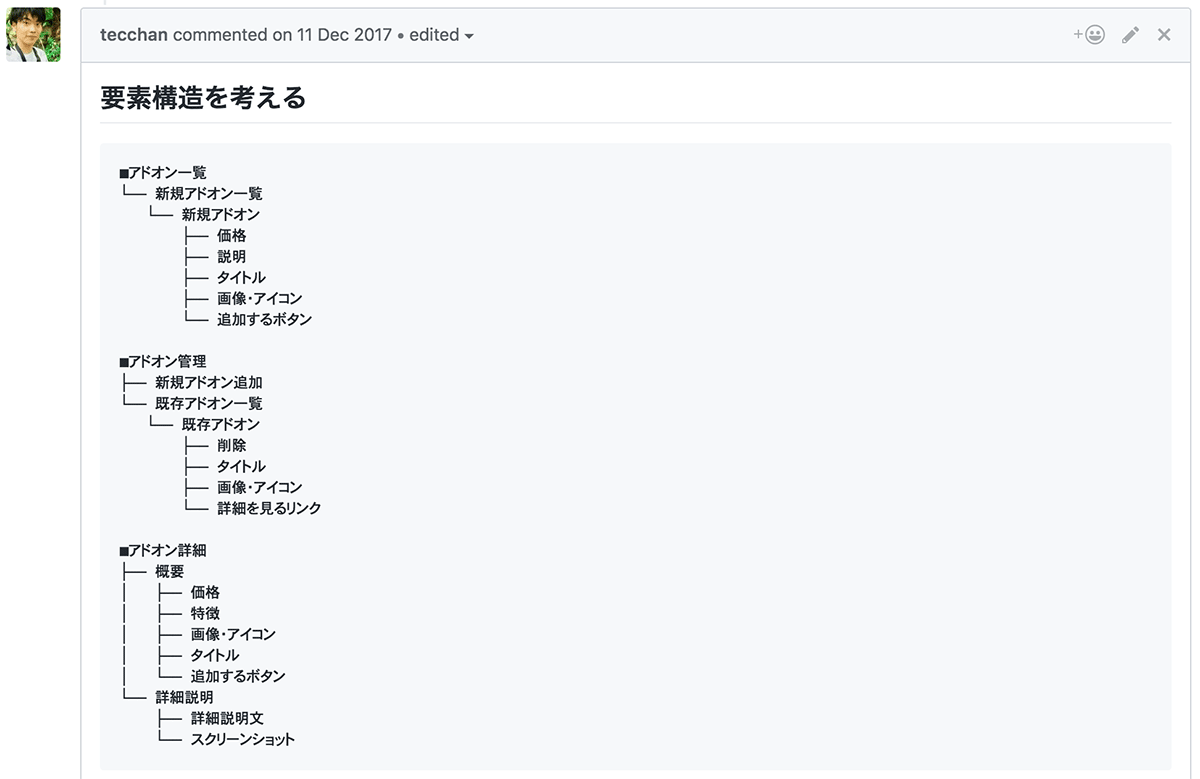 tecchan commented on 11 Dec 2017 • edited
要素構造を考える
■アドオン一覧
└── 新規アドオン一覧
└── 新規アドオン
├── 価格
├── 説明
├── タイトル
├── 画像・アイコン
└── 追加するボタン
■アドオン管理
├── 新規アドオン追加
└── 既存アドオン一覧
└── 既存アドオン
├── 削除
├── タイトル
├── 画像・アイコン
└── 詳細を見るリンク
■アドオン詳細
├── 概要
│   ├── 価格
│   ├── 特徴
│   ├── 画像・アイコン
│   ├── タイトル
│   └── 追加するボタン
└── 詳細説明
├── 詳細説明文
└── スクリーンショット